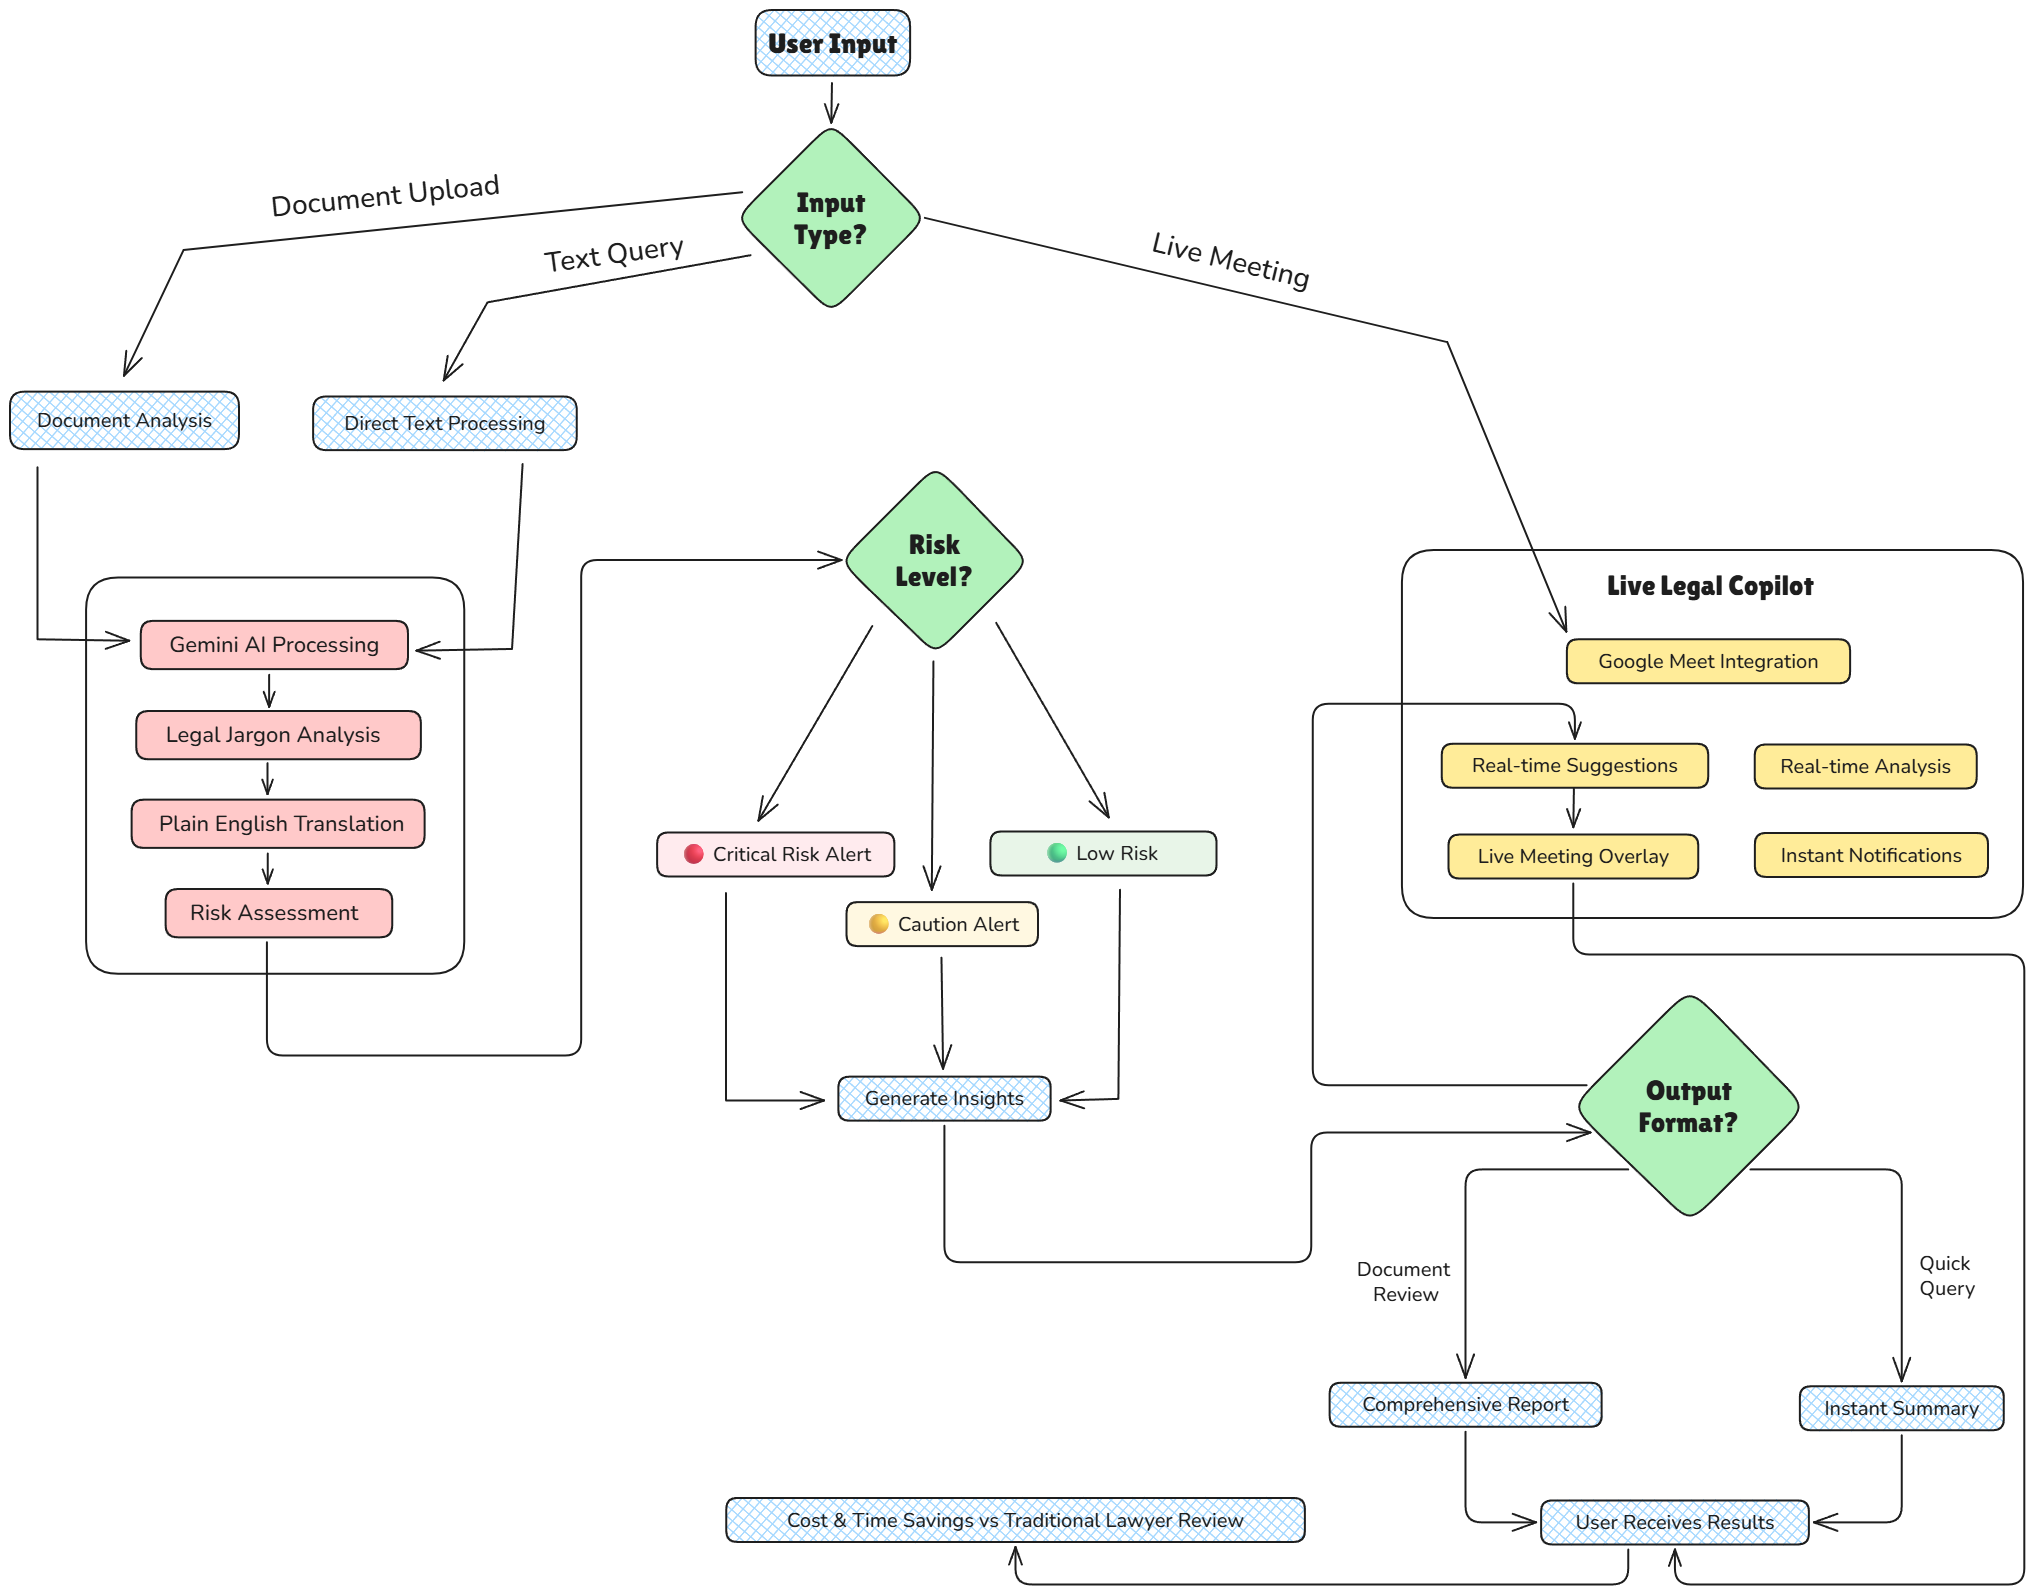 User Input
Input
Type?
Document Upload
Text Query
Live Meeting
Document Analysis
Direct Text Processing
Gemini AI Processing
Legal Jargon Analysis
Plain English Translation
Risk Assessment
Risk
Level?
Critical Risk Alert
Low Risk
Caution Alert
Generate Insights
Live Legal Copilot
Google Meet Integration
Real-time Suggestions
Real-time Analysis
Live Meeting Overlay
Instant Notifications
Output
Format?
Document
Review
Quick
Query
Comprehensive Report
Instant Summary
Cost & Time Savings vs Traditional Lawyer Review
User Receives Results